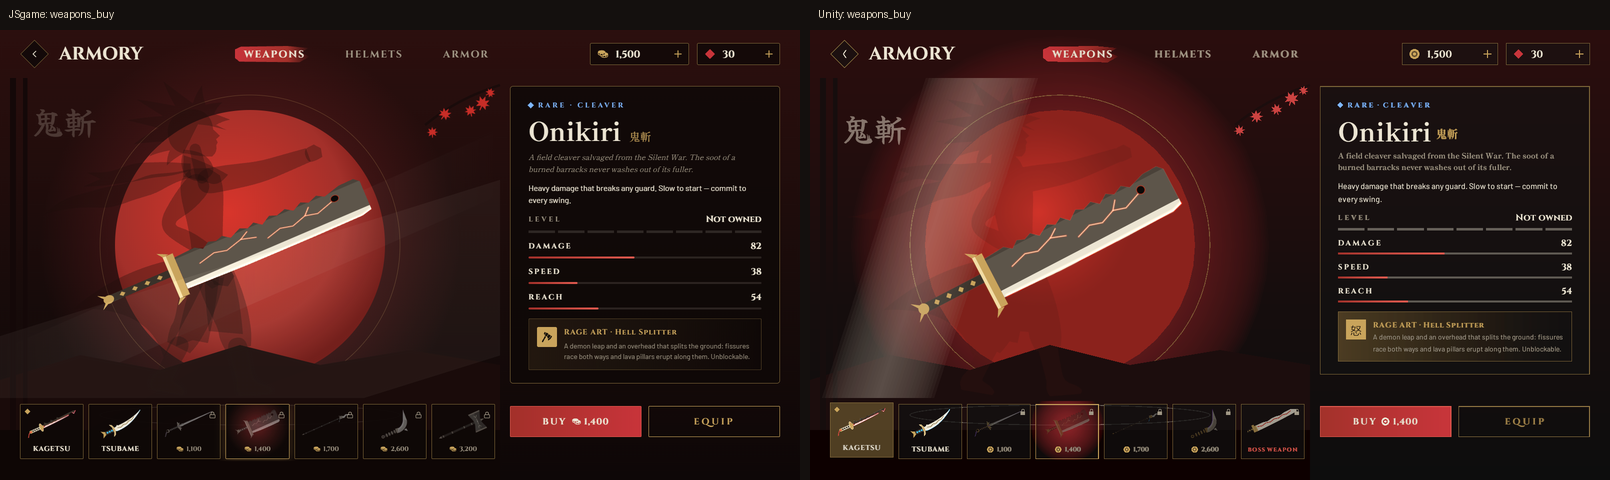 JSgame: weapons_buy
ARMORY
WEAPONS
HELMETS
ARMOR
1,500 +
30 +
鬼斬
RARE · CLEAVER
Onikiri 鬼斬
A field cleaver salvaged from the Silent War. The soot of a
burned barracks never washes out of its fuller.
Heavy damage that breaks any guard. Slow to start — commit to
every swing.
LEVEL NOT OWNED
DAMAGE 82
SPEED 38
REACH 54
RAGE ART · HELL SPLITTER
A demon leap and an overhead that splits the ground: fissures
race both ways and lava pillars erupt along them. Unblockable.
KAGETSU
TSUBAME
1,100
1,400
1,700
2,600
3,200
BUY 1,400
EQUIP
Unity: weapons_buy
ARMORY
WEAPONS
HELMETS
ARMOR
1,500 +
30 +
鬼斬
RARE · CLEAVER
Onikiri 鬼斬
A field cleaver salvaged from the Silent War. The soot of a
burned barracks never washes out of its fuller.
Heavy damage that breaks any guard. Slow to start — commit to
every swing.
LEVEL NOT OWNED
DAMAGE 82
SPEED 38
REACH 54
RAGE ART · HELL SPLITTER
A demon leap and an overhead that splits the ground: fissures
race both ways and lava pillars erupt along them. Unblockable.
KAGETSU
TSUBAME
1,100
1,400
1,700
2,600
BOSS WEAPON
BUY 1,400
EQUIP